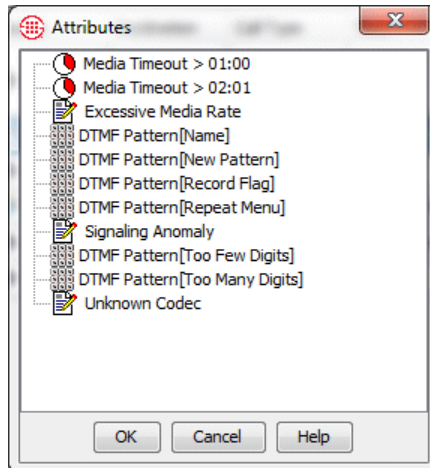 Attributes
Media Timeout > 01:00
Media Timeout > 02:01
Excessive Media Rate
DTMF Pattern[Name]
DTMF Pattern[New Pattern]
DTMF Pattern[Record Flag]
DTMF Pattern[Repeat Menu]
Signaling Anomaly
DTMF Pattern[Too Few Digits]
DTMF Pattern[Too Many Digits]
Unknown Codec
OK Cancel Help